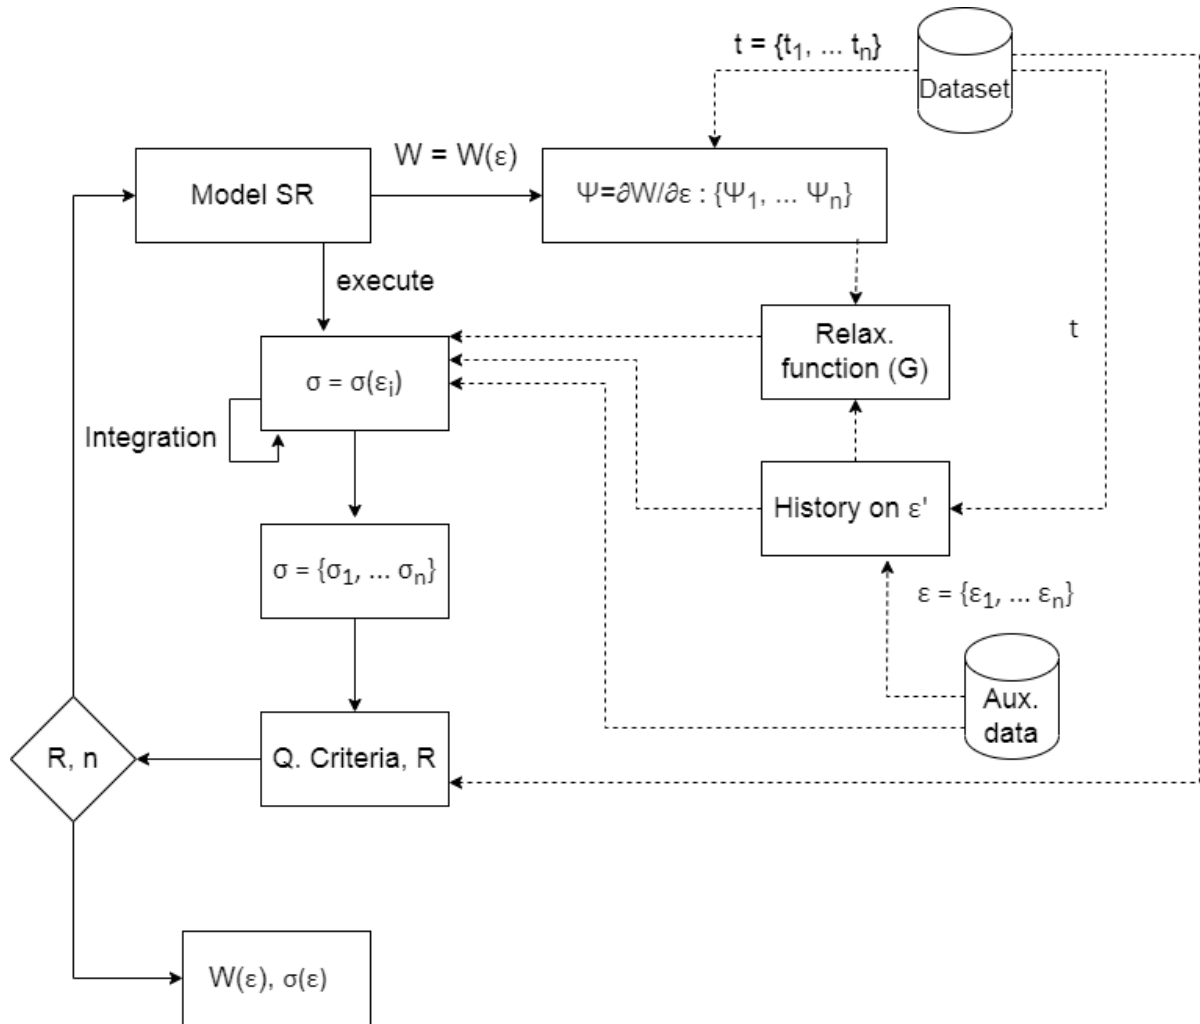 t = {t₁, ... tₙ}
Dataset
W = W(ε)
Model SR
Ψ=∂W/∂ε : {Ψ₁, ... Ψₙ}
execute
Relax.
function (G)
t
σ = σ(εᵢ)
Integration
History on ε'
σ = {σ₁, ... σₙ}
ε = {ε₁, ... εₙ}
Aux.
data
R, n
Q. Criteria, R
W(ε), σ(ε)